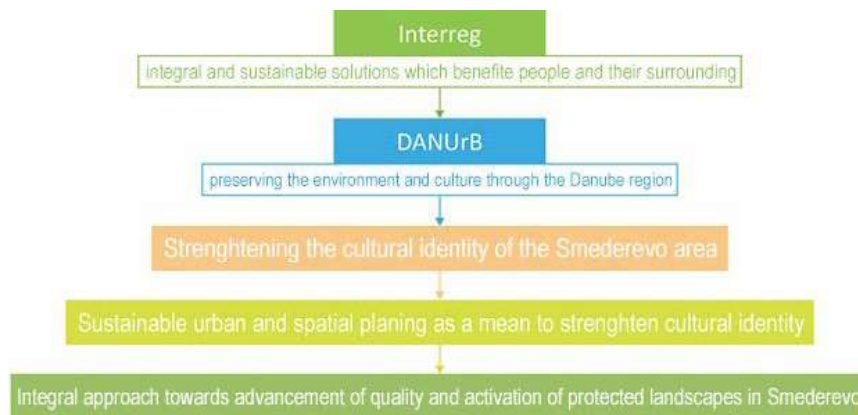 Interreg
integral and sustainable solutions which benefite people and their surrounding
DANUrB
preserving the environment and culture through the Danube region
Strenghtening the cultural identity of the Smederevo area
Sustainable urban and spatial planing as a mean to strenghten cultural identity
Integral approach towards advancement of quality and activation of protected landscapes in Smederevo